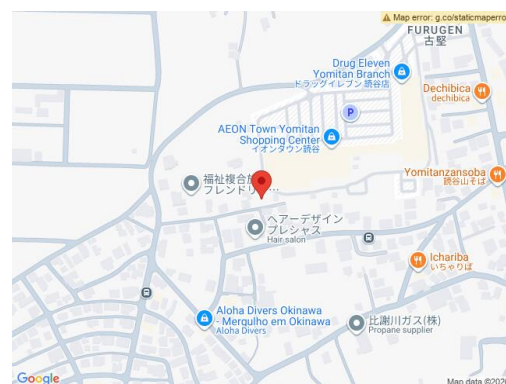 Map error: g.co/staticmaperro
FURUGEN
古堅
Drug Eleven
Yomitan Branch
ドラッグイレブン 読谷店
Dechibica
dechibica
P
AEON Town Yomitan
Shopping Center
イオンタウン読谷
Yomitanzansoba
読谷山そば
福祉複合施
フレンドリ…
ヘアーデザイン
プレシャス
Hair salon
Ichariba
いちゃりば
Aloha Divers Okinawa
- Mergulho em Okinawa
Aloha Divers
比謝川ガス(株)
Propane supplier
Google
Map data ©202